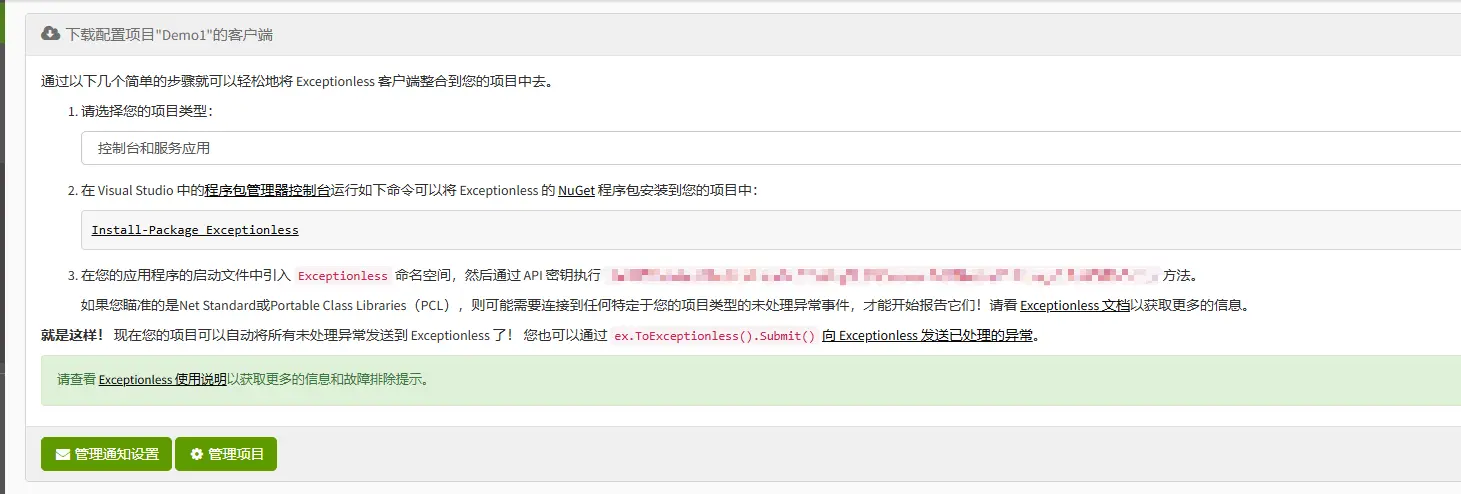 下载配置项目"Demo1"的客户端
通过以下几个简单的步骤就可以轻松地将 Exceptionless 客户端整合到您的项目中去。
1. 请选择您的项目类型：
控制台和服务应用
2. 在 Visual Studio 中的程序包管理器控制台运行如下命令可以将 Exceptionless 的 NuGet 程序包安装到您的项目中：
Install-Package Exceptionless
3. 在您的应用程序的启动文件中引入 Exceptionless 命名空间，然后通过 API 密钥执行 方法。
如果您瞄准的是Net Standard或Portable Class Libraries（PCL），则可能需要连接到任何特定于您的项目类型的未处理异常事件，才能开始报告它们！请看 Exceptionless 文档以获取更多的信息。
就是这样！ 现在您的项目可以自动将所有未处理异常发送到 Exceptionless 了！ 您也可以通过 ex.ToExceptionless().Submit() 向 Exceptionless 发送已处理的异常。
请查看 Exceptionless 使用说明以获取更多的信息和故障排除提示。
管理通知设置 管理项目